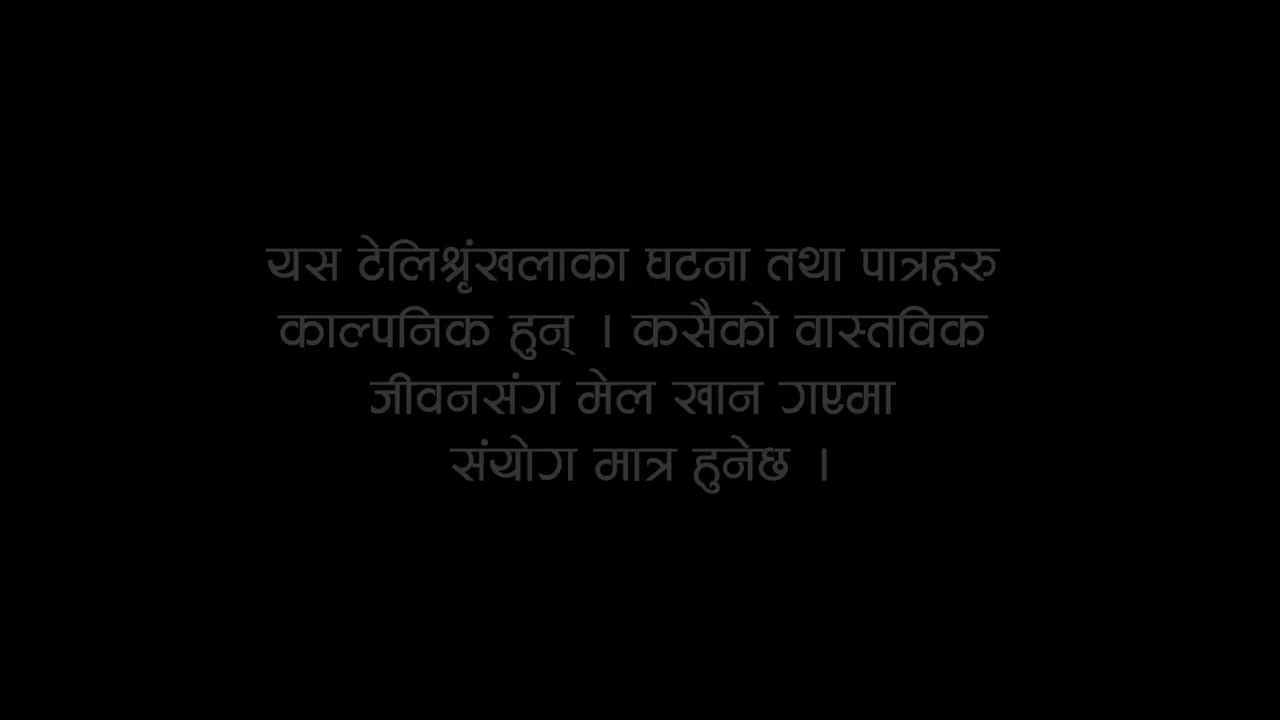 यस टेलिश्रृंखलाका घटना तथा पात्रहरु
काल्पनिक हुन् । कसैको वास्तविक
जीवनसंग मेल खान गएमा
संयोग मात्र हुनेछ ।